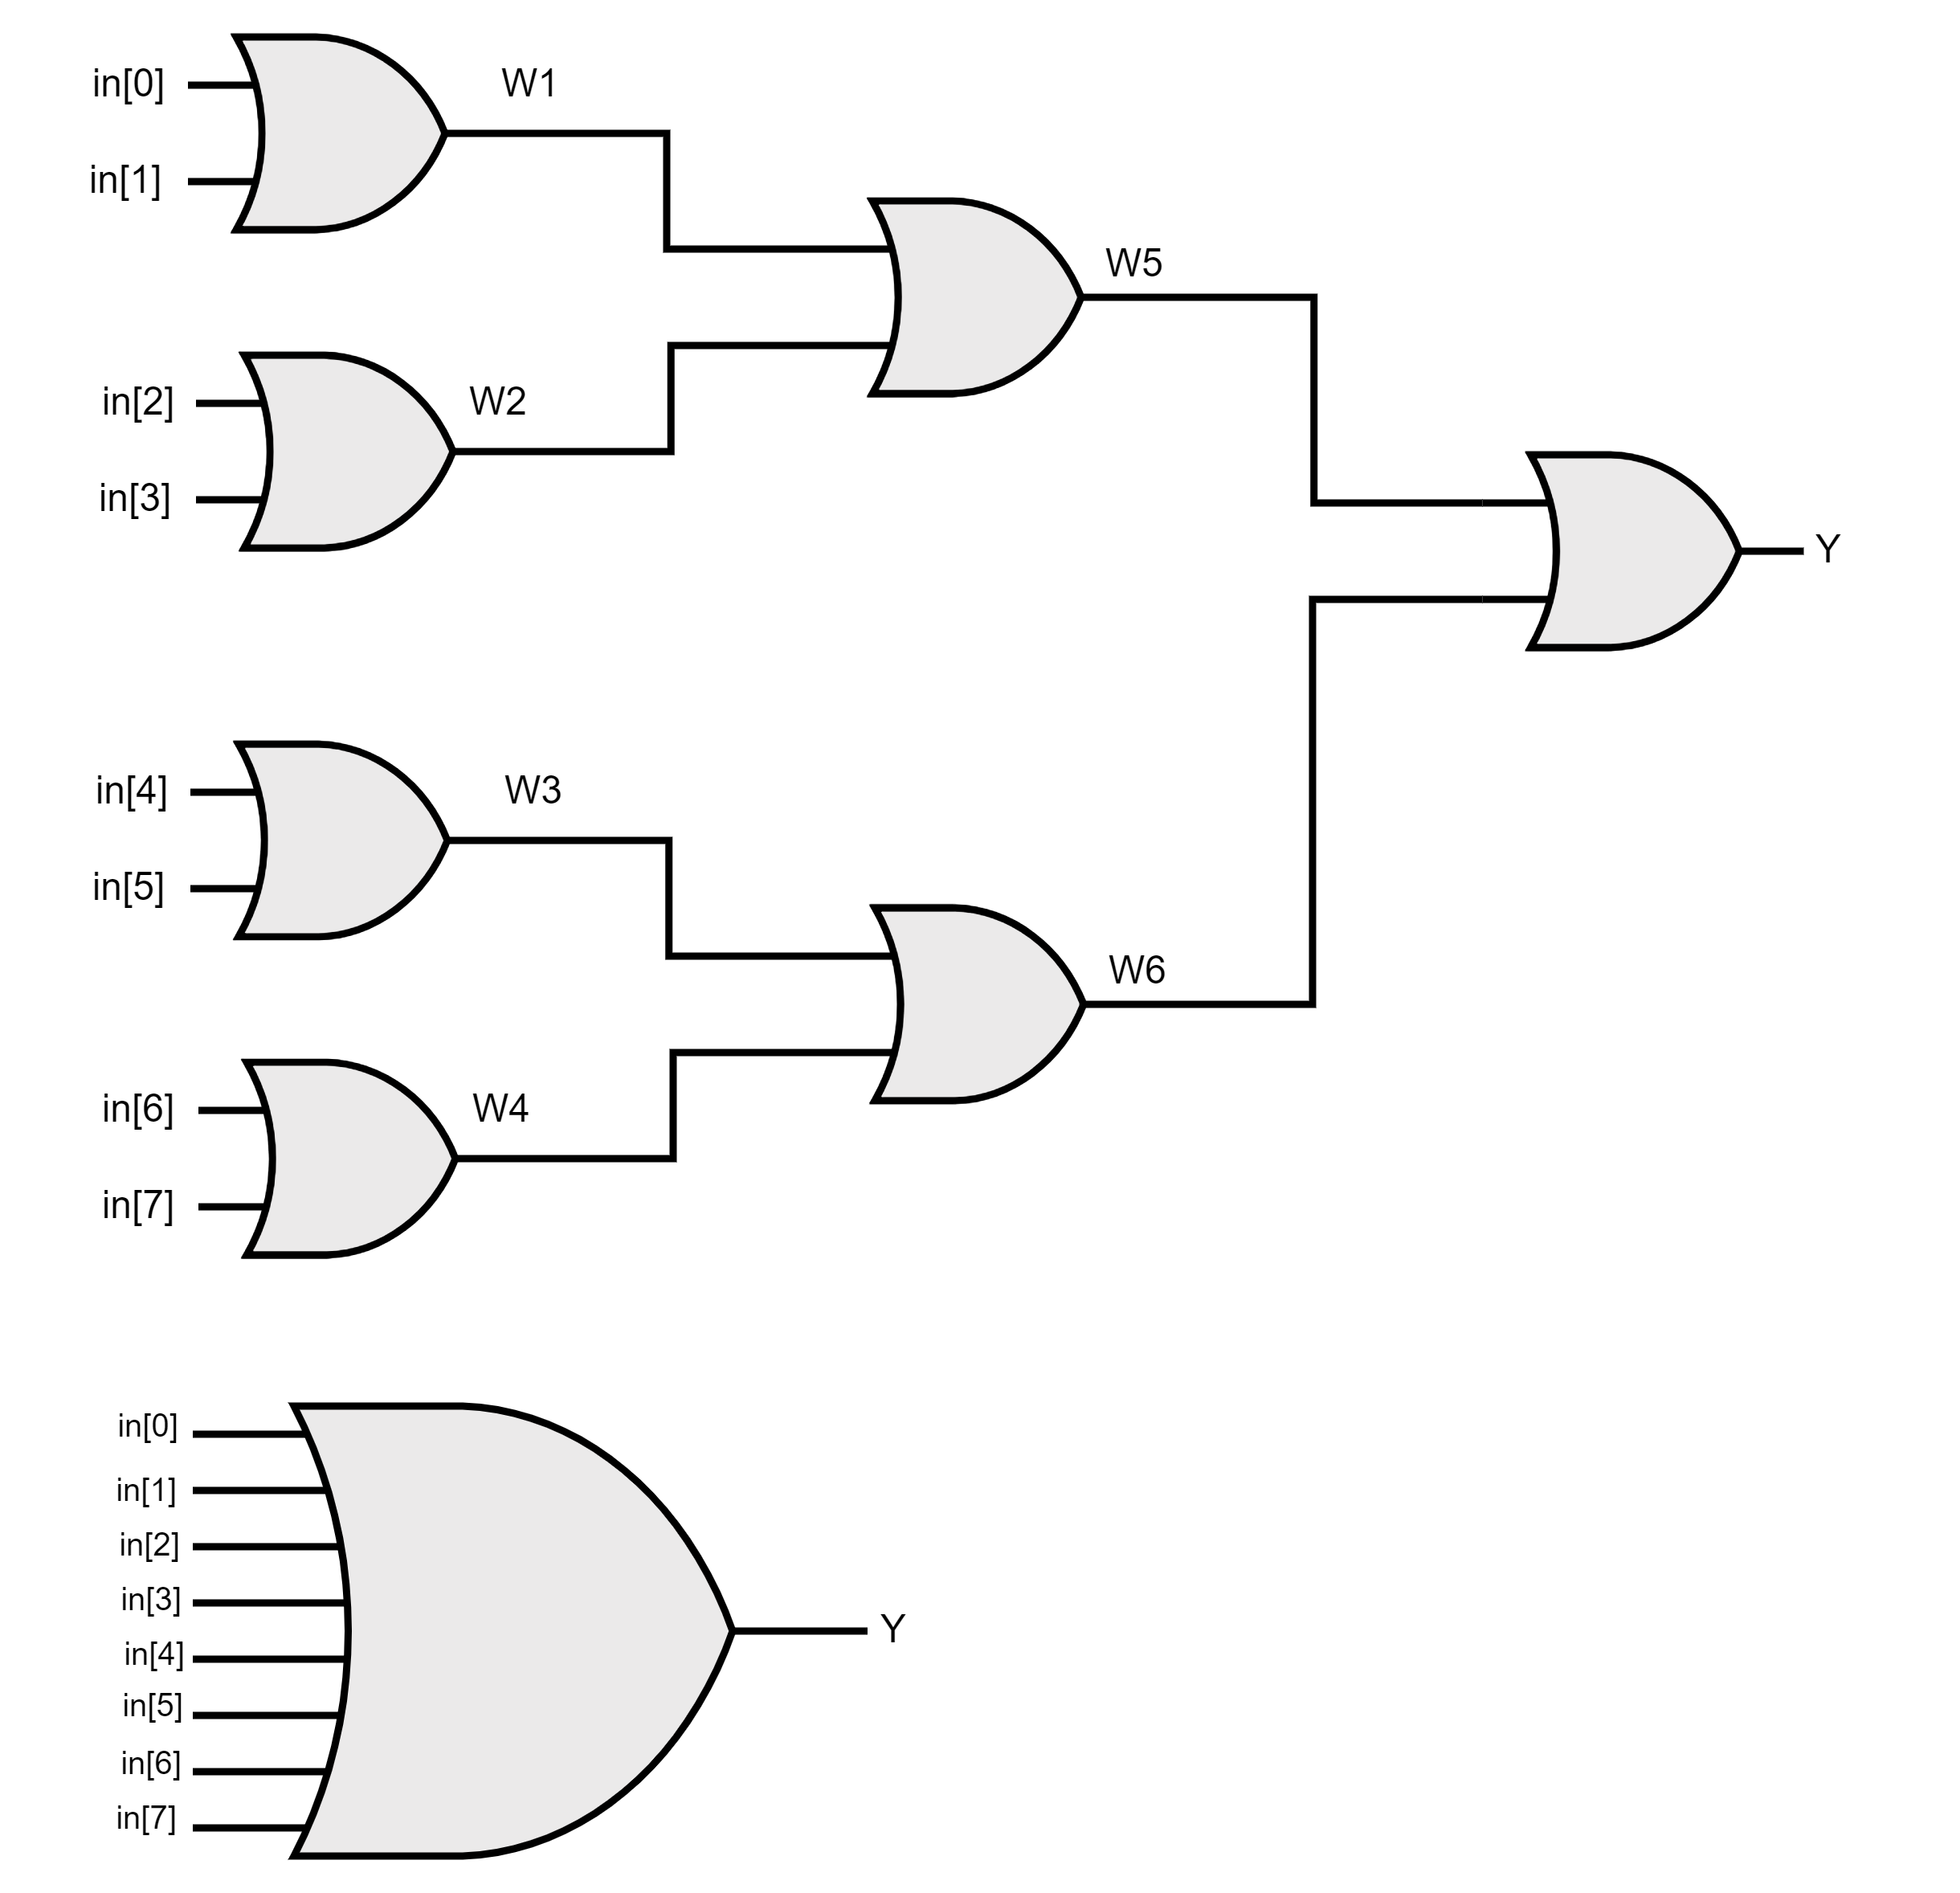 in[0]
W1
in[1]
W5
in[2]
W2
in[3]
Y
in[4]
W3
in[5]
W6
in[6]
W4
in[7]
in[0]
in[1]
in[2]
in[3]
Y
in[4]
in[5]
in[6]
in[7]